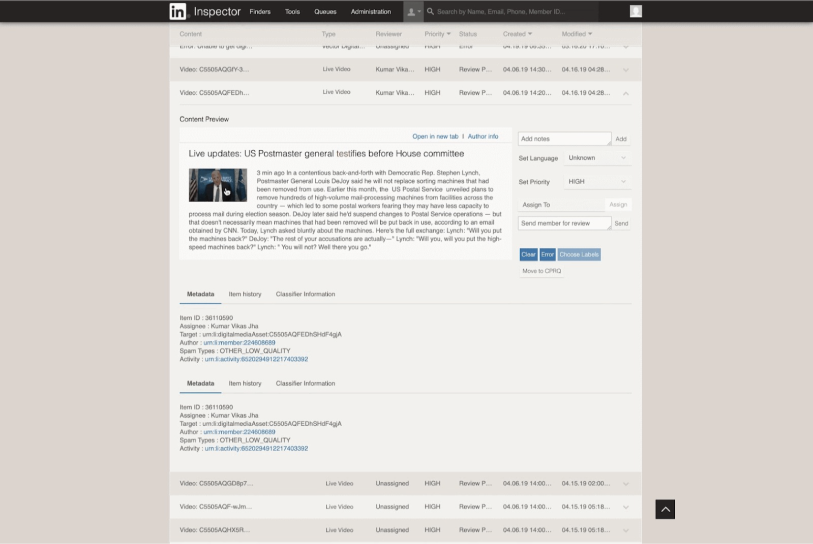 in Inspector Finders Tools Queues Administration Search by Name, Email, Phone, Member ID...
Content Type Reviewer Priority Status Created Modified
Error: Unable to get Digi... Vector Digital... Unassigned HIGH Error
Video: C5505AQGfY-3... Live Video Kumar Vika... HIGH Review P... 04.06.19 14:30... 04.16.19 04:28...
Video: C5505AQFEDh... Live Video Kumar Vika... HIGH Review P... 04.06.19 14:20... 04.16.19 04:28...
Content Preview
Open in new tab | Author info
Add notes Add
Live updates: US Postmaster general testifies before House committee
Set Language Unknown
3 min ago In a contentious back-and-forth with Democratic Rep. Stephen Lynch,
Postmaster General Louis DeJoy said he will not replace sorting machines that had
been removed from use. Earlier this month, the US Postal Service unveiled plans to
remove hundreds of high-volume mail-processing machines from facilities across the
country — which led to some postal workers fearing they may have less capacity to
process mail during election season. DeJoy later said he'd suspend changes to Postal Service operations — but
that doesn't necessarily mean machines that had been removed will be put back in use, according to an email
obtained by CNN. Today, Lynch asked bluntly about the machines. Here's the full exchange: Lynch: "Will you put
the machines back?" DeJoy: "The rest of your accusations are actually—" Lynch: "Will you, will you put the high-
speed machines back?" Lynch: " You will not? Well there you go."
Set Priority HIGH
Assign To Assign
Send member for review Send
Clear Error Choose Labels
Move to CPRQ
Metadata Item history Classifier Information
Item ID : 36110590
Assignee : Kumar Vikas Jha
Target : urn:li:digitalmediaAsset:C5505AQFEDhSHdF4gjA
Author : urn:li:member:224608689
Spam Types : OTHER_LOW_QUALITY
Activity : urn:li:activity:6520294912217403392
Metadata Item history Classifier Information
Item ID : 36110590
Assignee : Kumar Vikas Jha
Target : urn:li:digitalmediaAsset:C5505AQFEDhSHdF4gjA
Author : urn:li:member:224608689
Spam Types : OTHER_LOW_QUALITY
Activity : urn:li:activity:6520294912217403392
Video: C5505AQGD8p7... Live Video Unassigned HIGH Review P... 04.06.19 14:00... 04.15.19 02:00...
Video: C5505AQF-wJm... Live Video Unassigned HIGH Review P... 04.06.19 14:00... 04.15.19 05:18...
Video: C5505AQHX5R... Live Video Unassigned HIGH Review P... 04.06.19 14:00... 04.15.19 05:18...